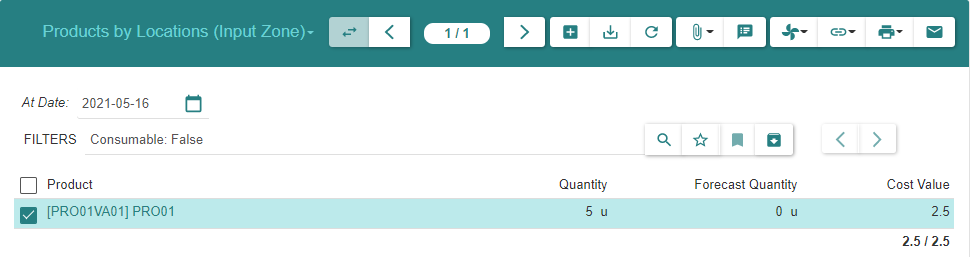 Products by Locations (Input Zone)
1 / 1
At Date: 2021-05-16
FILTERS Consumable: False
Product Quantity Forecast Quantity Cost Value
[PRO01VA01] PRO01 5 u 0 u 2.5
2.5 / 2.5